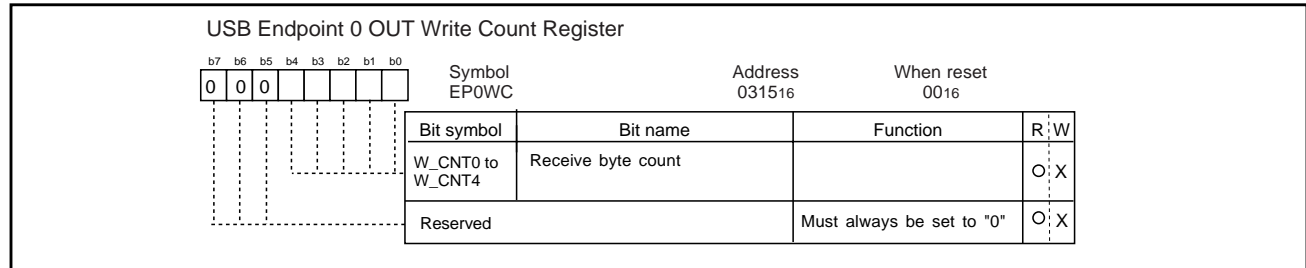 USB Endpoint 0 OUT Write Count Register
b7 b6 b5 b4 b3 b2 b1 b0
0 0 0
Symbol Address When reset
EP0WC 031516 0016
Bit symbol Bit name Function R W
W_CNT0 to Receive byte count
W_CNT4
O X
Reserved Must always be set to "0" O X